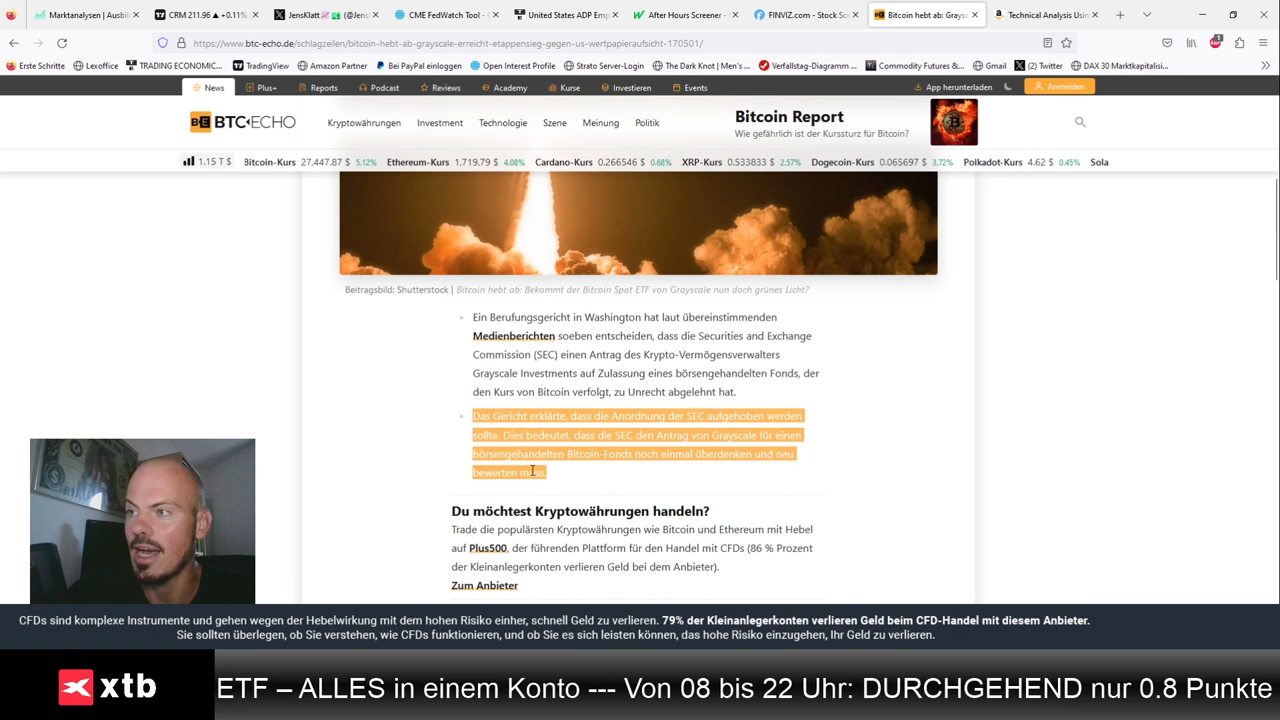 Marktanalysen | Ausbil
CRM 211.96 ▲ +0.11%
JensKlatt
CME FedWatch Tool - C
United States ADP Emp
After Hours Screener -
FINVIZ.com - Stock Scr
Bitcoin hebt ab: Graysc
Technical Analysis Usin
https://www.btc-echo.de/schlagzeilen/bitcoin-hebt-ab-grayscale-erreicht-etappensieg-gegen-us-wertpapieraufsicht-170501/
Erste Schritte
Lexoffice
TRADING ECONOMIC...
TradingView
Amazon Partner
Bei PayPal einloggen
Open Interest Profile
Strato Server-Login
The Dark Knot | Men's ...
Verfallstag-Diagramm ...
Commodity Futures &...
Gmail
(2) Twitter
DAX 30 Marktkapitalisi...
News
Plus+
Reports
Podcast
Reviews
Academy
Kurse
Investieren
Events
App herunterladen
Anmelden
BTC-ECHO
Kryptowährungen Investment Technologie Szene Meinung Politik
Bitcoin Report
Wie gefährlich ist der Kurssturz für Bitcoin?
1.15 T $ Bitcoin-Kurs 27,447.87 $ 5.12% Ethereum-Kurs 1,719.79 $ 4.08% Cardano-Kurs 0.266546 $ 0.68% XRP-Kurs 0.533833 $ 2.57% Dogecoin-Kurs 0.065697 $ 3.72% Polkadot-Kurs 4.62 $ 0.45% Sola
Beitragsbild: Shutterstock | Bitcoin hebt ab: Bekommt der Bitcoin Spot ETF von Grayscale nun doch grünes Licht?
Ein Berufungsgericht in Washington hat laut übereinstimmenden
Medienberichten soeben entscheiden, dass die Securities and Exchange
Commission (SEC) einen Antrag des Krypto-Vermögensverwalters
Grayscale Investments auf Zulassung eines börsengehandelten Fonds, der
den Kurs von Bitcoin verfolgt, zu Unrecht abgelehnt hat.
Das Gericht erklärte, dass die Anordnung der SEC aufgehoben werden
sollte. Dies bedeutet, dass die SEC den Antrag von Grayscale für einen
börsengehandelten Bitcoin-Fonds noch einmal überdenken und neu
bewerten muss.
Du möchtest Kryptowährungen handeln?
Trade die populärsten Kryptowährungen wie Bitcoin und Ethereum mit Hebel
auf Plus500, der führenden Plattform für den Handel mit CFDs (86 % Prozent
der Kleinanlegerkonten verlieren Geld bei dem Anbieter).
Zum Anbieter
CFDs sind komplexe Instrumente und gehen wegen der Hebelwirkung mit dem hohen Risiko einher, schnell Geld zu verlieren. 79% der Kleinanlegerkonten verlieren Geld beim CFD-Handel mit diesem Anbieter.
Sie sollten überlegen, ob Sie verstehen, wie CFDs funktionieren, und ob Sie es sich leisten können, das hohe Risiko einzugehen, Ihr Geld zu verlieren.
xtb
ETF – ALLES in einem Konto --- Von 08 bis 22 Uhr: DURCHGEHEND nur 0.8 Punkte